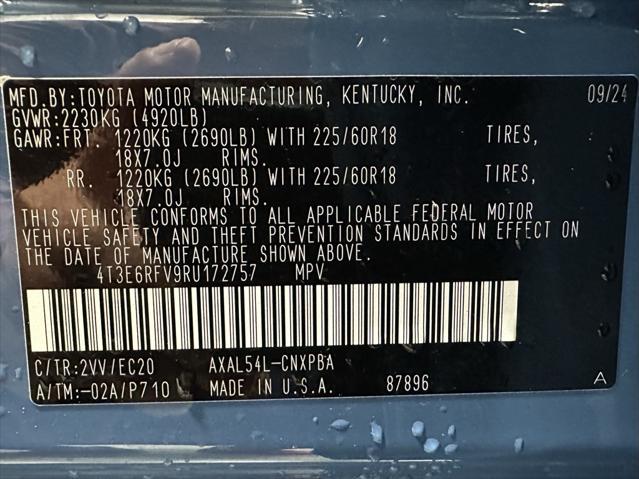 MFD.BY:TOYOTA MOTOR MANUFACTURING, KENTUCKY, INC. 09/24
GVWR:2230KG (4920LB)
GAWR:FRT. 1220KG (2690LB) WITH 225/60R18 TIRES,
18X7.0J RIMS.
RR. 1220KG (2690LB) WITH 225/60R18 TIRES,
18X7.0J RIMS.
THIS VEHICLE CONFORMS TO ALL APPLICABLE FEDERAL MOTOR
VEHICLE SAFETY AND THEFT PREVENTION STANDARDS IN EFFECT ON
THE DATE OF MANUFACTURE SHOWN ABOVE.
4T3E6RFV9RU172757 MPV
C/TR:2VV/EC20 AXAL54L-CNXPBA
A/TM:-02A/P710 MADE IN U.S.A. 87896 A